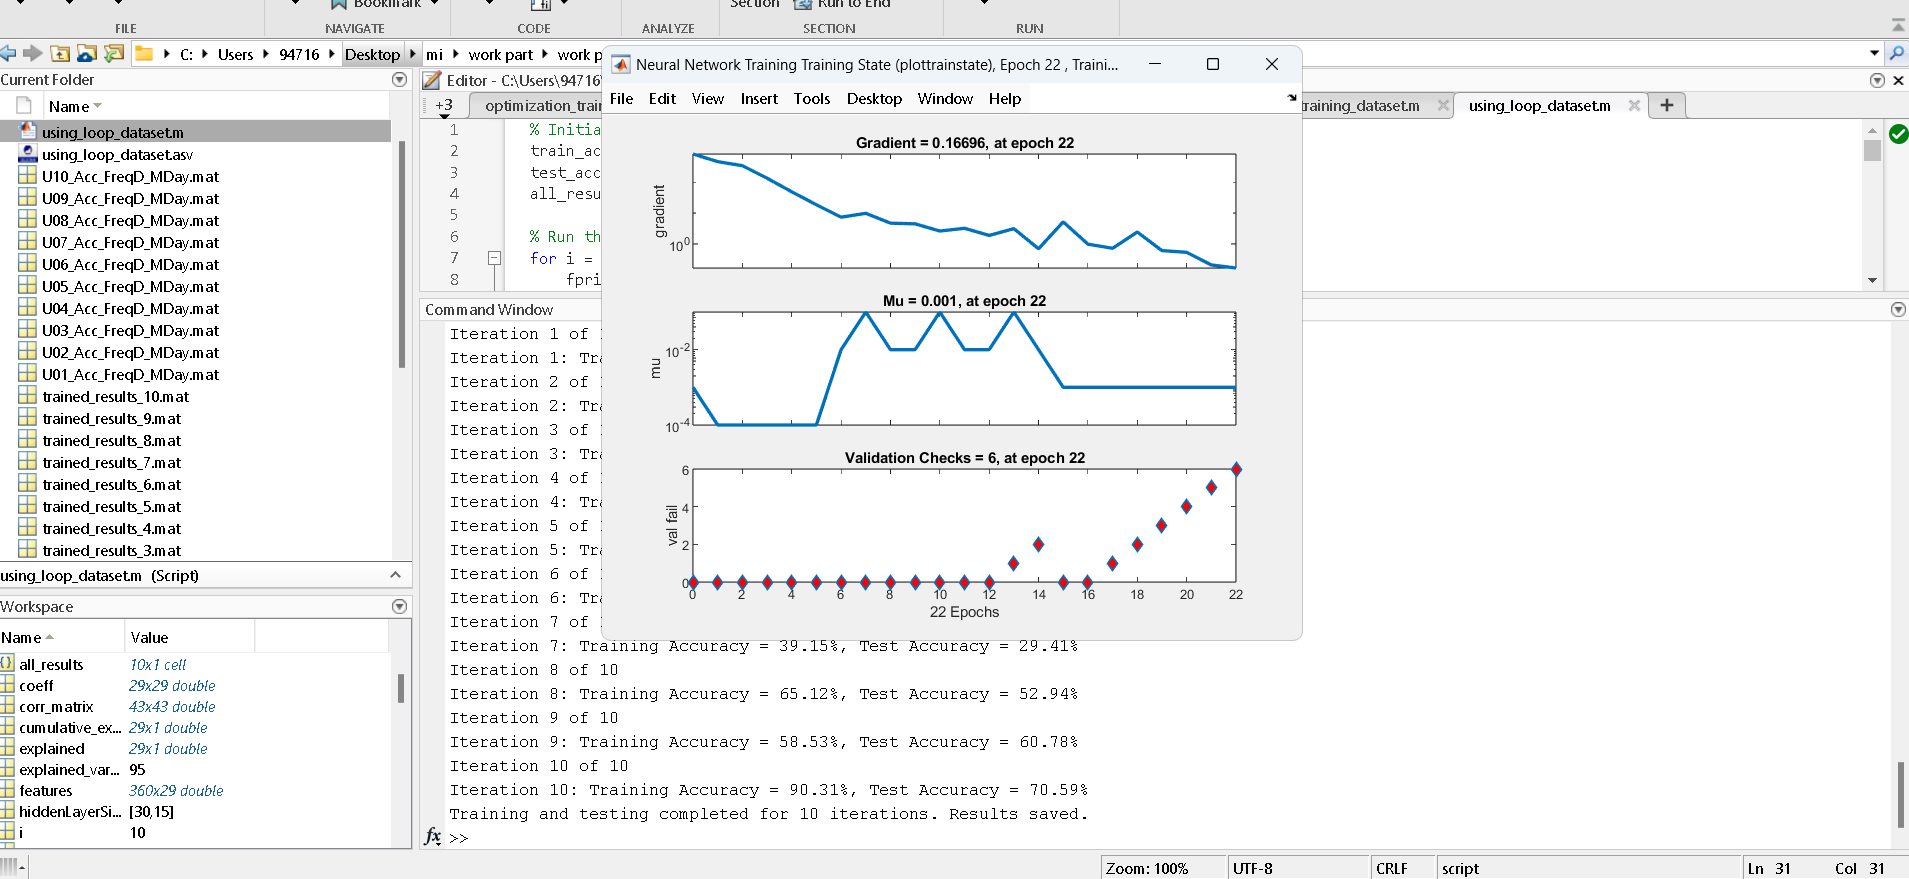 Bookmark
Section
Run to End
FILE
NAVIGATE
CODE
ANALYZE
SECTION
RUN
C: Users 94716 Desktop mi work part work p
Current Folder
Name
using_loop_dataset.m
using_loop_dataset.asv
U10_Acc_FreqD_MDay.mat
U09_Acc_FreqD_MDay.mat
U08_Acc_FreqD_MDay.mat
U07_Acc_FreqD_MDay.mat
U06_Acc_FreqD_MDay.mat
U05_Acc_FreqD_MDay.mat
U04_Acc_FreqD_MDay.mat
U03_Acc_FreqD_MDay.mat
U02_Acc_FreqD_MDay.mat
U01_Acc_FreqD_MDay.mat
trained_results_10.mat
trained_results_9.mat
trained_results_8.mat
trained_results_7.mat
trained_results_6.mat
trained_results_5.mat
trained_results_4.mat
trained_results_3.mat
using_loop_dataset.m (Script)
Workspace
Name Value
all_results 10x1 cell
coeff 29x29 double
corr_matrix 43x43 double
cumulative_ex... 29x1 double
explained 29x1 double
explained_var... 95
features 360x29 double
hiddenLayerSi... [30,15]
i 10
Editor - C:\Users\94716
+3
optimization_train
training_dataset.m
using_loop_dataset.m
+
1 % Initia
2 train_ac
3 test_acc
4 all_resu
5
6 % Run th
7 for i =
8 fpri
Neural Network Training Training State (plottrainstate), Epoch 22 , Traini...
File Edit View Insert Tools Desktop Window Help
Gradient = 0.16696, at epoch 22
gradient
10^0
Mu = 0.001, at epoch 22
mu
10^-2
10^-4
Validation Checks = 6, at epoch 22
val fail
6
4
2
0
0 2 4 6 8 10 12 14 16 18 20 22
22 Epochs
Command Window
Iteration 1 of
Iteration 1: Tra
Iteration 2 of
Iteration 2: Tra
Iteration 3 of
Iteration 3: Tra
Iteration 4 of
Iteration 4: Tra
Iteration 5 of
Iteration 5: Tra
Iteration 6 of
Iteration 6: Tra
Iteration 7 of
Iteration 7: Training Accuracy = 39.15%, Test Accuracy = 29.41%
Iteration 8 of 10
Iteration 8: Training Accuracy = 65.12%, Test Accuracy = 52.94%
Iteration 9 of 10
Iteration 9: Training Accuracy = 58.53%, Test Accuracy = 60.78%
Iteration 10 of 10
Iteration 10: Training Accuracy = 90.31%, Test Accuracy = 70.59%
Training and testing completed for 10 iterations. Results saved.
fx >>
Zoom: 100% UTF-8 CRLF script Ln 31 Col 31